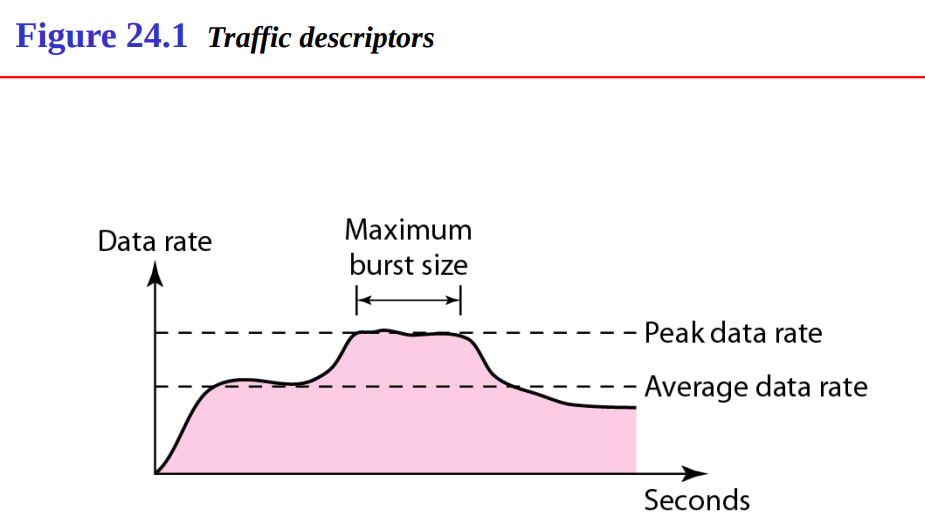 Figure 24.1 Traffic descriptors
Maximum
burst size
Data rate
Peak data rate
Average data rate
Seconds